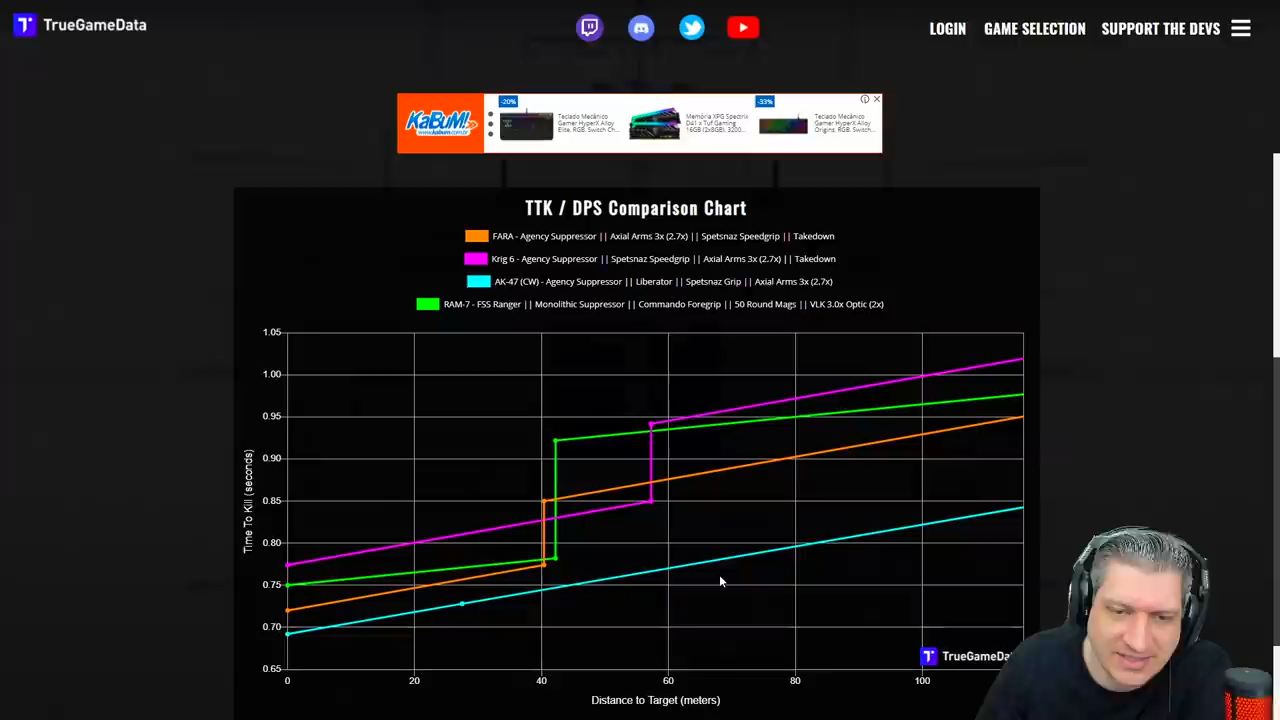 TrueGameData
LOGIN GAME SELECTION SUPPORT THE DEVS
KaBuM!
www.kabum.com.br
-20%
Teclado Mecânico
Gamer HyperX Alloy
Elite, RGB, Switch Ch...
Memória XPG Spectrix
D41 x Tuf Gaming
16GB (2x8GB), 3200...
-33%
Teclado Mecânico
Gamer HyperX Alloy
Origins, RGB, Switch...
TTK / DPS Comparison Chart
FARA - Agency Suppressor || Axial Arms 3x (2.7x) || Spetsnaz Speedgrip || Takedown
Krig 6 - Agency Suppressor || Spetsnaz Speedgrip || Axial Arms 3x (2.7x) || Takedown
AK-47 (CW) - Agency Suppressor || Liberator || Spetsnaz Grip || Axial Arms 3x (2.7x)
RAM-7 - FSS Ranger || Monolithic Suppressor || Commando Foregrip || 50 Round Mags || VLK 3.0x Optic (2x)
Time To Kill (seconds)
1.05
1.00
0.95
0.90
0.85
0.80
0.75
0.70
0.65
0 20 40 60 80 100
Distance to Target (meters)
TrueGameData